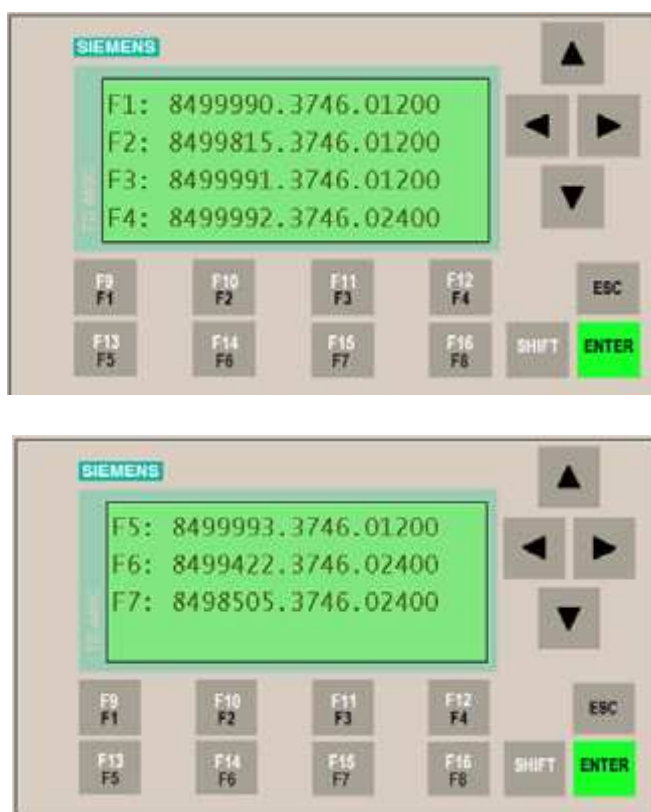 SIEMENS
F1: 8499990.3746.01200
F2: 8499815.3746.01200
F3: 8499991.3746.01200
F4: 8499992.3746.02400
F9 F10 F11 F12
F1 F2 F3 F4 ESC
F13 F14 F15 F16
F5 F6 F7 F8 SHIFT ENTER
SIEMENS
F5: 8499993.3746.01200
F6: 8499422.3746.02400
F7: 8498505.3746.02400
F9 F10 F11 F12
F1 F2 F3 F4 ESC
F13 F14 F15 F16
F5 F6 F7 F8 SHIFT ENTER